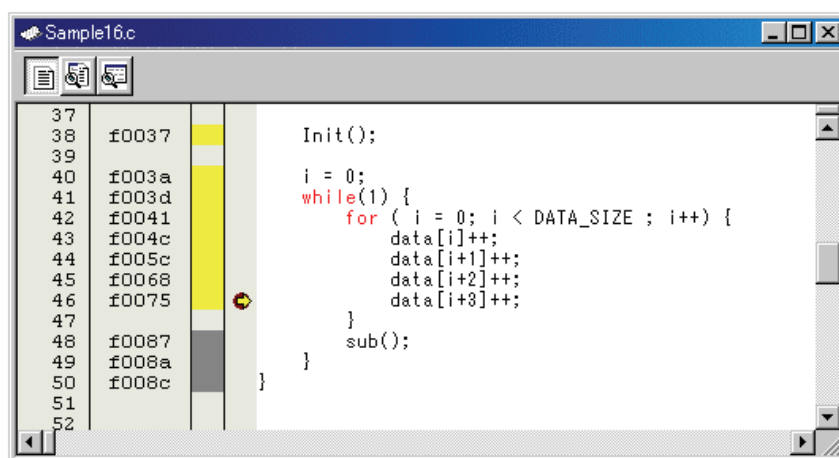 Sample16.c
37
38 f0037 Init();
39
40 f003a i = 0;
41 f003d while(1) {
42 f0041 for ( i = 0; i < DATA_SIZE ; i++) {
43 f004c data[i]++;
44 f005c data[i+1]++;
45 f0068 data[i+2]++;
46 f0075 data[i+3]++;
47 }
48 f0087 sub();
49 f008a }
50 f008c }
51
52